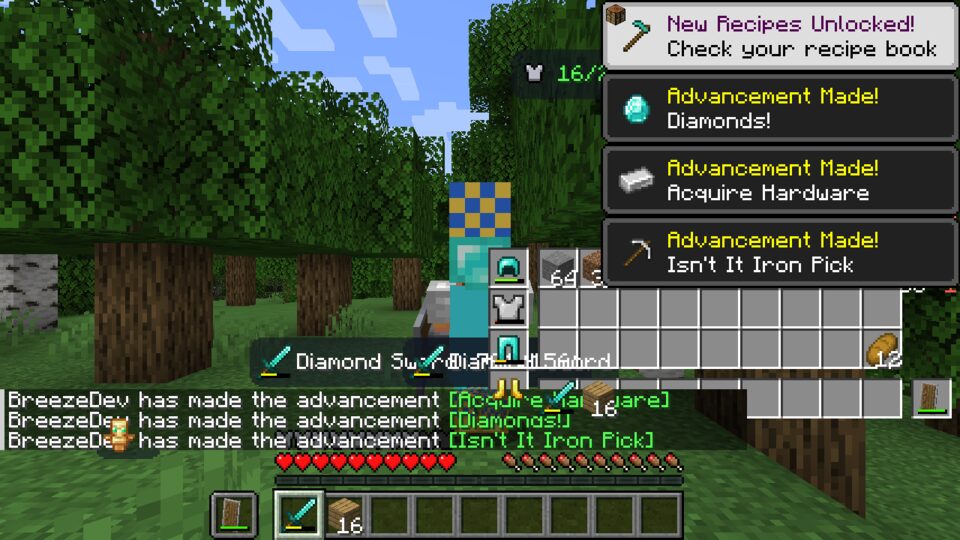 New Recipes Unlocked!
Check your recipe book
16/
Advancement Made!
Diamonds!
Advancement Made!
Acquire Hardware
Advancement Made!
Isn't It Iron Pick
64
12
Diamond
16
BreezeDev has made the advancement [Acquire Hardware]
BreezeDev has made the advancement [Diamonds!]
BreezeDev has made the advancement [Isn't It Iron Pick]
16